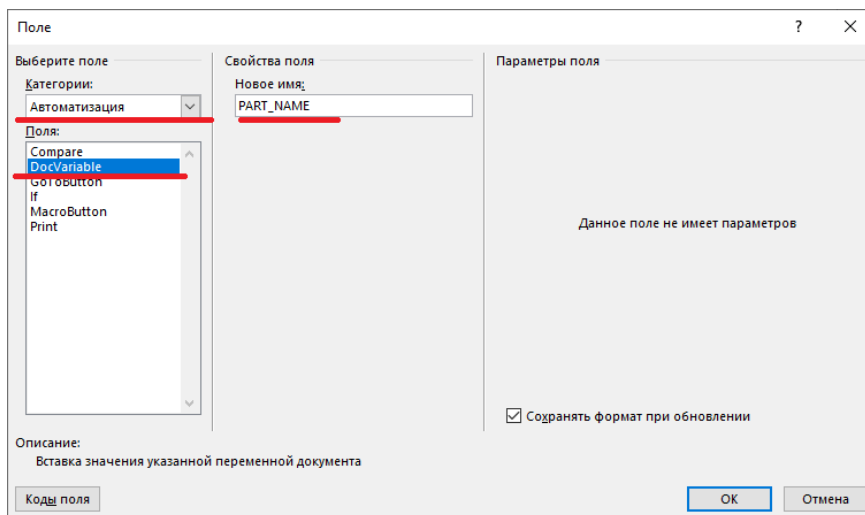 Поле
Выберите поле
Категории:
Автоматизация
Поля:
Compare
DocVariable
GoToButton
If
MacroButton
Print
Свойства поля
Новое имя:
PART_NAME
Параметры поля
Данное поле не имеет параметров
Сохранять формат при обновлении
Описание:
Вставка значения указанной переменной документа
Коды поля
ОК
Отмена